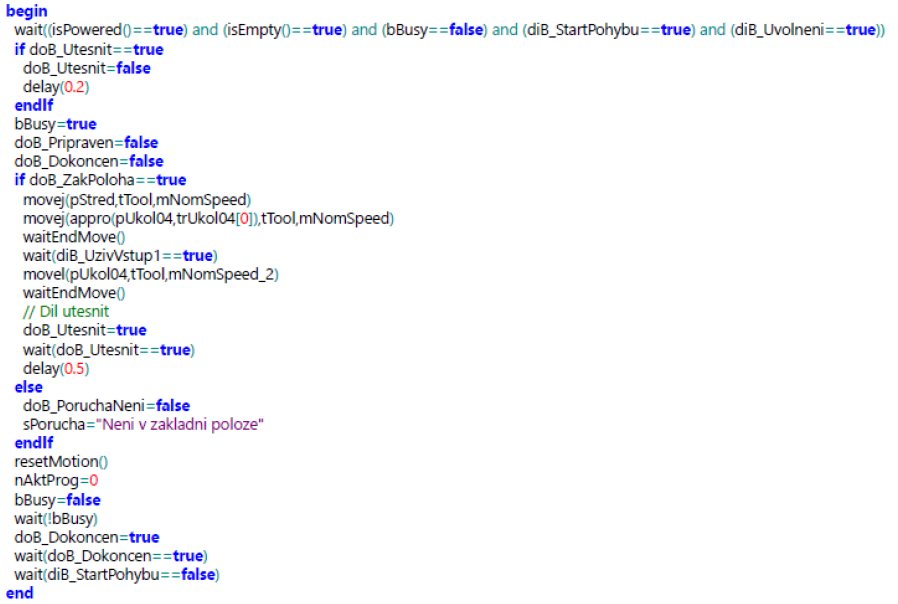 begin
wait((isPowered()==true) and (isEmpty()==true) and (bBusy==false) and (diB_StartPohybu==true) and (diB_Uvolneni==true))
if doB_Utesnit==true
doB_Utesnit=false
delay(0.2)
endIf
bBusy=true
doB_Pripraven=false
doB_Dokoncen=false
if doB_ZakPoloha==true
movej(pStred,tTool,mNomSpeed)
movej(appro(pUkol04,trUkol04[0]),tTool,mNomSpeed)
waitEndMove()
wait(diB_UzivVstup1==true)
movel(pUkol04,tTool,mNomSpeed_2)
waitEndMove()
// Dil utesnit
doB_Utesnit=true
wait(doB_Utesnit==true)
delay(0.5)
else
doB_PoruchaNeni=false
sPorucha="Neni v zakladni poloze"
endIf
resetMotion()
nAktProg=0
bBusy=false
wait(!bBusy)
doB_Dokoncen=true
wait(doB_Dokoncen==true)
wait(diB_StartPohybu==false)
end